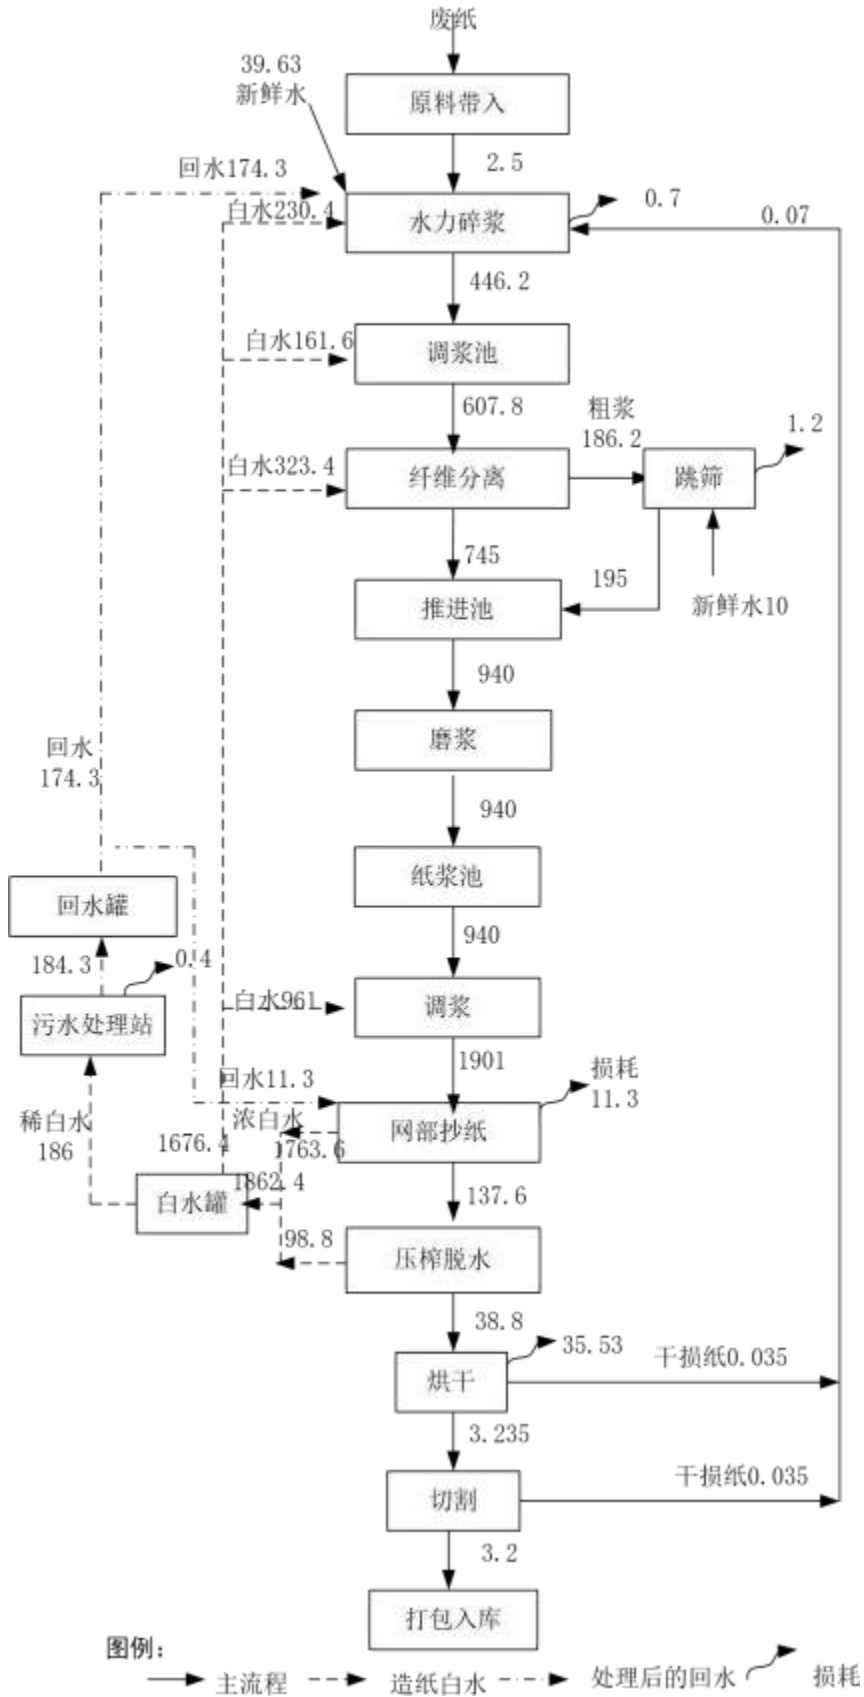 废纸
39.63
新鲜水
原料带入
2.5
回水174.3
白水230.4
水力碎浆
0.7
0.07
446.2
白水161.6
调浆池
607.8
粗浆
186.2
1.2
白水323.4
纤维分离
跳筛
745
195
新鲜水10
推进池
940
磨浆
回水
174.3
940
纸浆池
回水罐
940
184.3
0.4
白水961
调浆
污水处理站
1901
回水11.3
损耗
11.3
稀白水
186
浓白水
网部抄纸
1676.4
1763.6
1862.4
白水罐
137.6
98.8
压榨脱水
38.8
35.53
干损纸0.035
烘干
3.235
干损纸0.035
切割
3.2
打包入库
图例：
主流程
造纸白水
处理后的回水
损耗